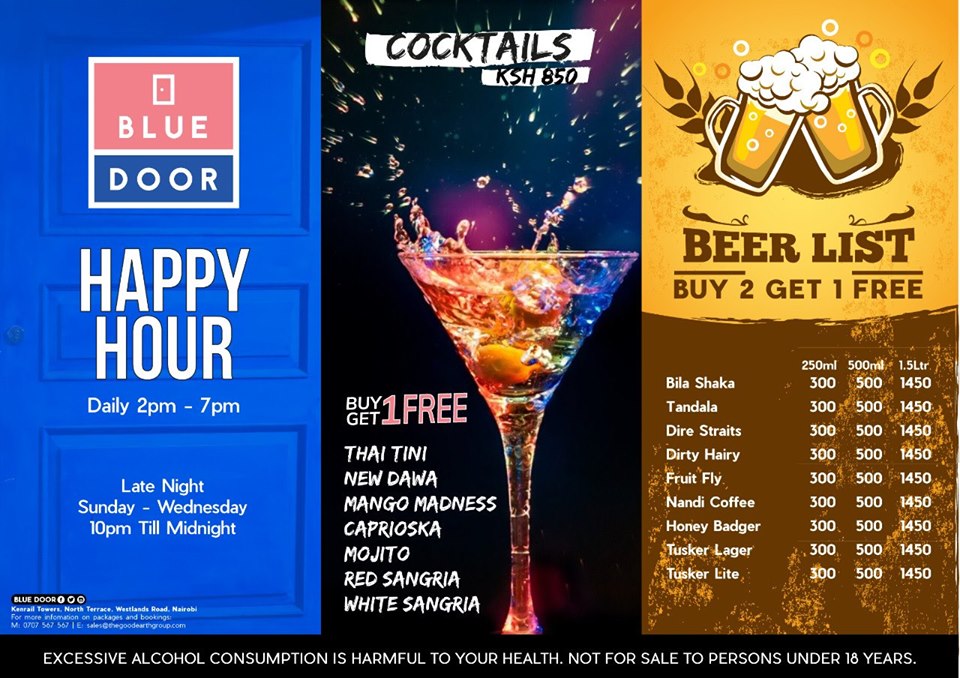 BLUE
DOOR
HAPPY
HOUR
Daily 2pm - 7pm
Late Night
Sunday - Wednesday
10pm Till Midnight
BLUE DOOR
Kenrail Towers, North Terrace, Westlands Road, Nairobi
For more infomation on packages and bookings:
M: 0707 567 567 | E: sales@thegoodearthgroup.com
COCKTAILS
KSH 850
BUY
GET 1 FREE
THAI TINI
NEW DAWA
MANGO MADNESS
CAPRIOSKA
MOJITO
RED SANGRIA
WHITE SANGRIA
BEER LIST
BUY 2 GET 1 FREE
250ml 500ml 1.5Ltr
Bila Shaka 300 500 1450
Tandala 300 500 1450
Dire Straits 300 500 1450
Dirty Hairy 300 500 1450
Fruit Fly 300 500 1450
Nandi Coffee 300 500 1450
Honey Badger 300 500 1450
Tusker Lager 300 500 1450
Tusker Lite 300 500 1450
EXCESSIVE ALCOHOL CONSUMPTION IS HARMFUL TO YOUR HEALTH. NOT FOR SALE TO PERSONS UNDER 18 YEARS.